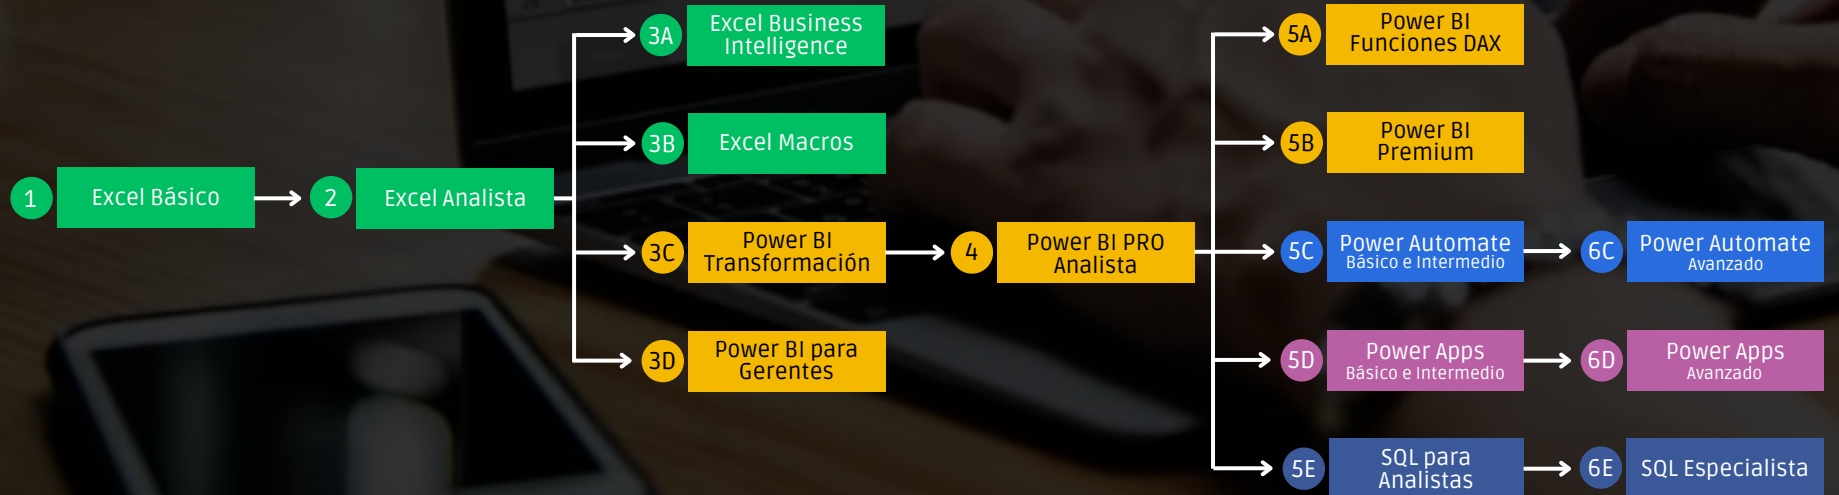 1
Excel Básico
2
Excel Analista
3A
Excel Business
Intelligence
3B
Excel Macros
3C
Power BI
Transformación
3D
Power BI para
Gerentes
4
Power BI PRO
Analista
5A
Power BI
Funciones DAX
5B
Power BI
Premium
5C
Power Automate
Básico e Intermedio
6C
Power Automate
Avanzado
5D
Power Apps
Básico e Intermedio
6D
Power Apps
Avanzado
5E
SQL para
Analistas
6E
SQL Especialista